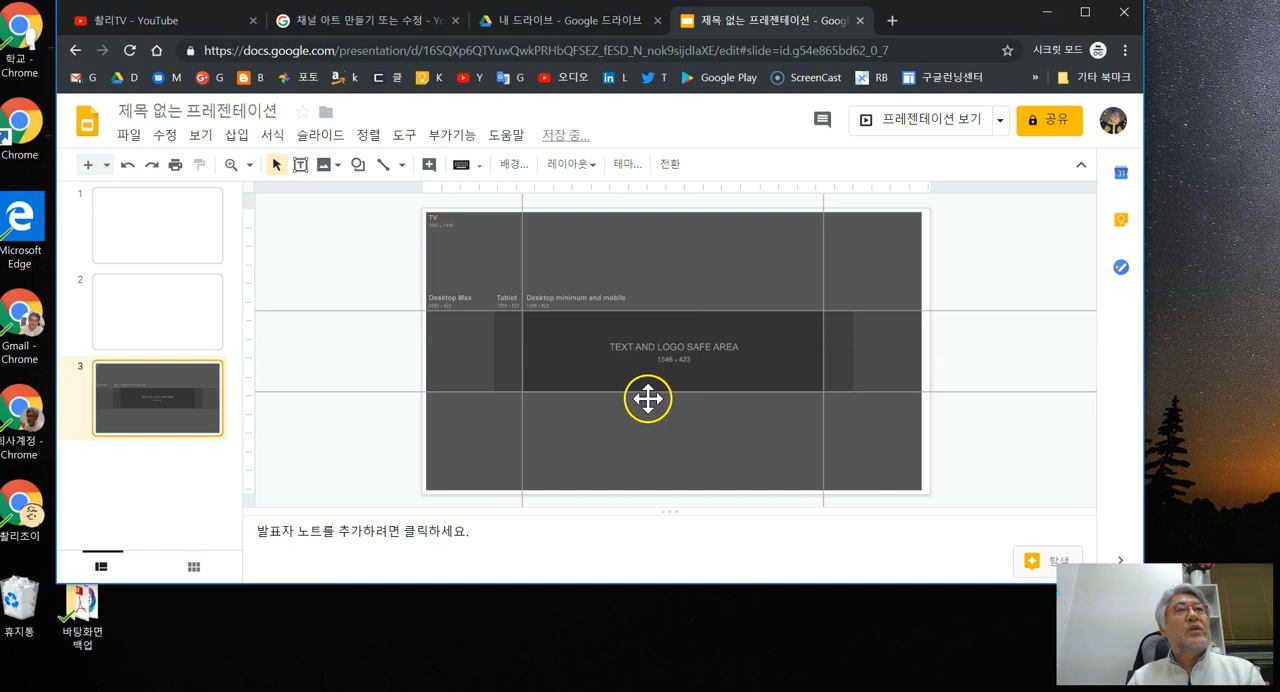 학교 -
Chrome
Chrome
Microsoft
Edge
Gmail -
Chrome
회사계정 -
Chrome
촬리초이
휴지통
바탕화면
백업
촬리TV - YouTube
채널 아트 만들기 또는 수정 - Yo
내 드라이브 - Google 드라이브
제목 없는 프레젠테이션 - Goog
https://docs.google.com/presentation/d/16SQXp6QTYuwQwkPRHbQFSEZ_fESD_N_nok9sijdIaXE/edit#slide=id.g54e865bd62_0_7
시크릿 모드
G
D
M
G
B
포토
k
글
K
Y
G
오디오
L
T
Google Play
ScreenCast
RB
구글런닝센터
»
기타 북마크
제목 없는 프레젠테이션
파일 수정 보기 삽입 서식 슬라이드 정렬 도구 부가기능 도움말 저장 중...
프레젠테이션 보기
공유
배경... 레이아웃 테마... 전환
31
1
2
3
TV
Desktop Max
Tablet
Desktop minimum and mobile
1546 x 423
TEXT AND LOGO SAFE AREA
1546 x 423
발표자 노트를 추가하려면 클릭하세요.
탐색